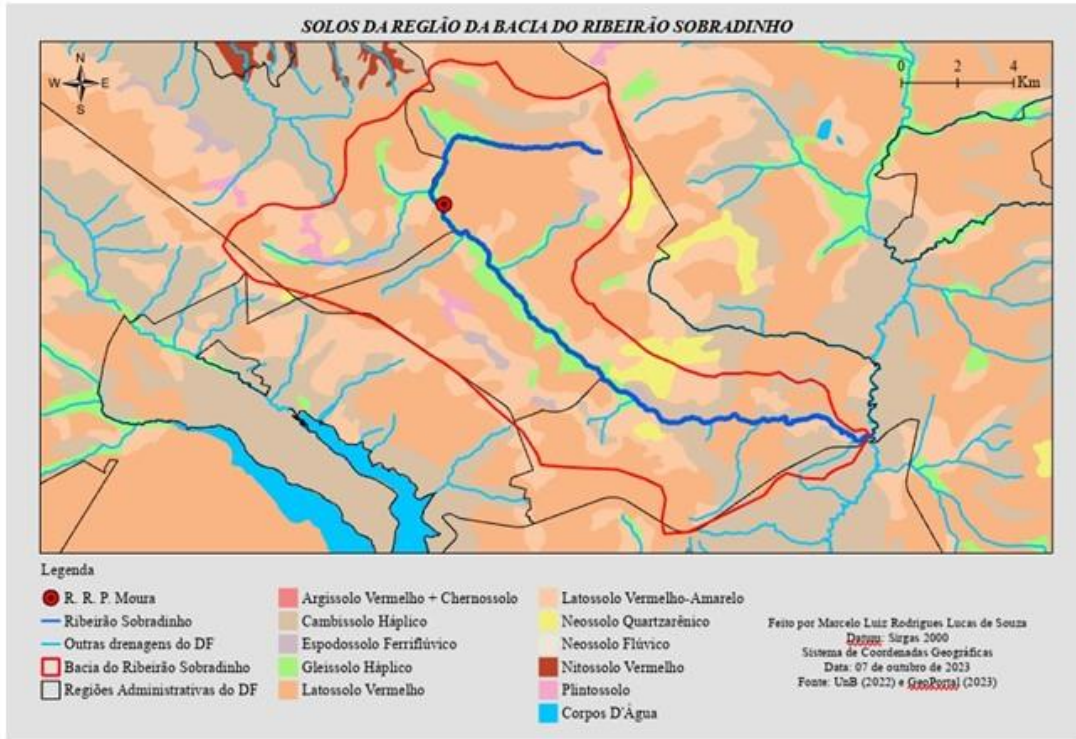 SOLOS DA REGIÃO DA BACIA DO RIBEIRÃO SOBRADINHO
N
W E
S
0 2 4
Km
Legenda
R. R. P. Moura
Ribeirão Sobradinho
Outras drenagens do DF
Bacia do Ribeirão Sobradinho
Regiões Administrativas do DF
Argissolo Vermelho + Chernossolo
Cambissolo Háplico
Espodossolo Ferriflúvico
Gleissolo Háplico
Latossolo Vermelho
Latossolo Vermelho-Amarelo
Neossolo Quartzarênico
Neossolo Flúvico
Nitossolo Vermelho
Plintossolo
Corpos D'Água
Feito por Marcelo Luiz Rodrigues Lucas de Souza
Datum: Sirgas 2000
Sistema de Coordenadas Geográficas
Data: 07 de outubro de 2023
Fonte: UnB (2022) e GeoPortal (2023)